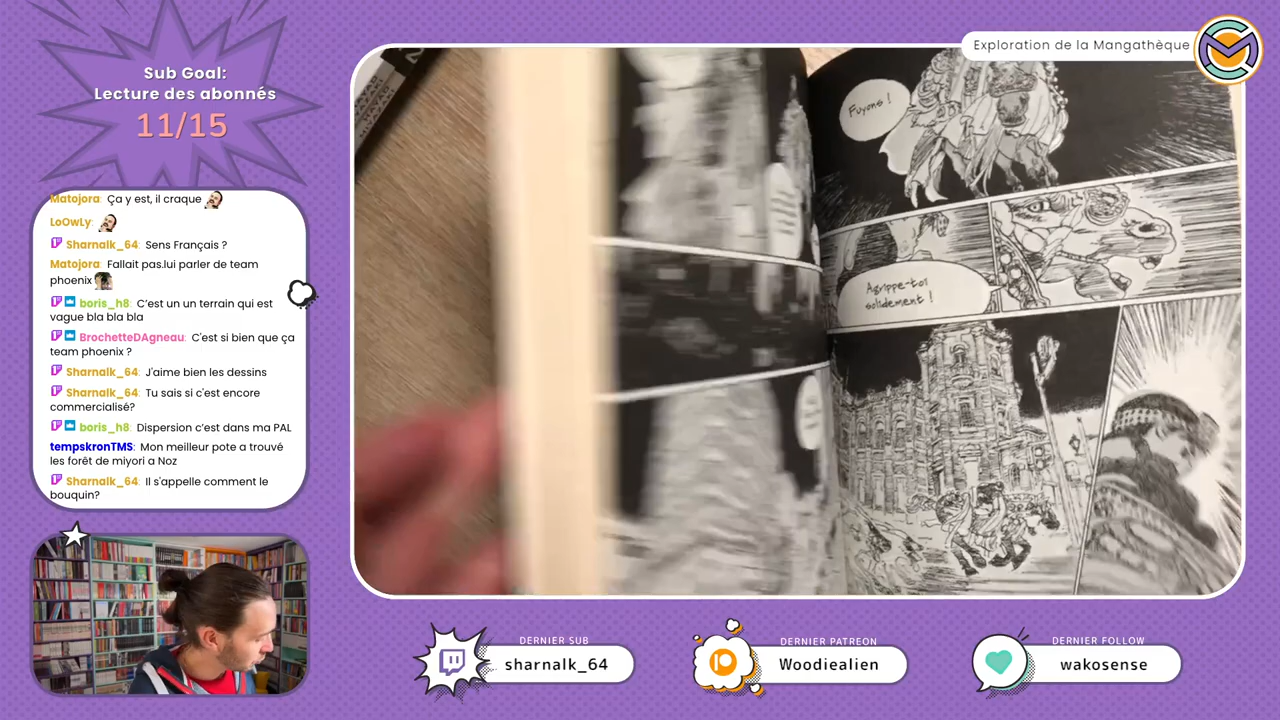 Sub Goal:
Lecture des abonnés
11/15
Exploration de la Mangathèque
Matojora: Ça y est, il craque
LoOwLy:
Sharnalk_64: Sens Français ?
Matojora: Fallait pas.lui parler de team
phoenix
boris_h8: C'est un un terrain qui est
vague bla bla bla
BrochetteDAgneau: C'est si bien que ça
team phoenix ?
Sharnalk_64: J'aime bien les dessins
Sharnalk_64: Tu sais si c'est encore
commercialisé?
boris_h8: Dispersion c'est dans ma PAL
tempskronTMS: Mon meilleur pote a trouvé
les forêt de miyori a Noz
Sharnalk_64: Il s'appelle comment le
bouquin?
Fuyons !
Agrippe-toi
solidement !
DERNIER SUB
sharnalk_64
DERNIER PATREON
Woodiealien
DERNIER FOLLOW
wakosense